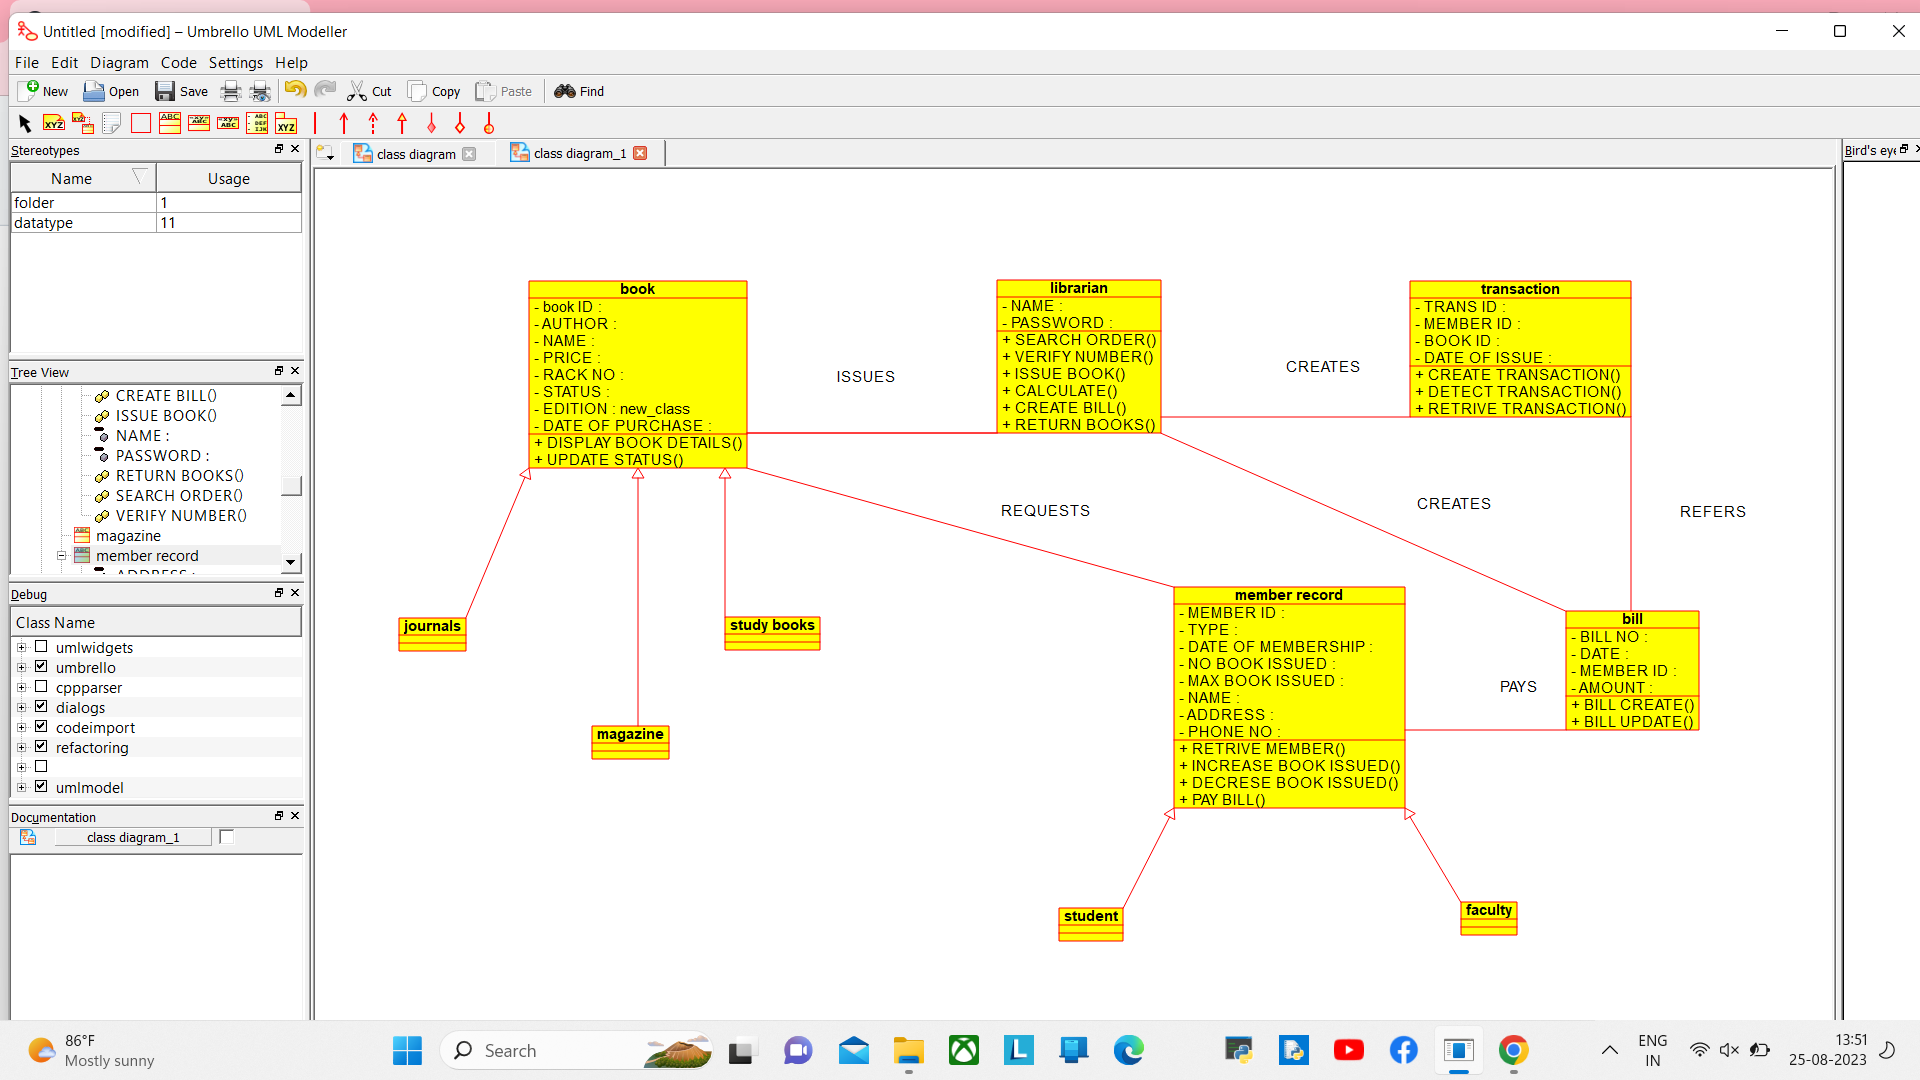 Untitled [modified] – Umbrello UML Modeller
File Edit Diagram Code Settings Help
New Open Save Cut Copy Paste Find
Stereotypes
Name Usage
folder 1
datatype 11
Tree View
CREATE BILL()
ISSUE BOOK()
NAME :
PASSWORD :
RETURN BOOKS()
SEARCH ORDER()
VERIFY NUMBER()
magazine
member record
ADDRESS :
Debug
Class Name
umlwidgets
umbrello
cppparser
dialogs
codeimport
refactoring
umlmodel
Documentation
class diagram_1
class diagram
class diagram_1
Bird's eye
book
- book ID :
- AUTHOR :
- NAME :
- PRICE :
- RACK NO :
- STATUS :
- EDITION : new_class
- DATE OF PURCHASE :
+ DISPLAY BOOK DETAILS()
+ UPDATE STATUS()
ISSUES
librarian
- NAME :
- PASSWORD :
+ SEARCH ORDER()
+ VERIFY NUMBER()
+ ISSUE BOOK()
+ CALCULATE()
+ CREATE BILL()
+ RETURN BOOKS()
CREATES
transaction
- TRANS ID :
- MEMBER ID :
- BOOK ID :
- DATE OF ISSUE :
+ CREATE TRANSACTION()
+ DETECT TRANSACTION()
+ RETRIVE TRANSACTION()
REQUESTS
CREATES
REFERS
journals
study books
magazine
member record
- MEMBER ID :
- TYPE :
- DATE OF MEMBERSHIP :
- NO BOOK ISSUED :
- MAX BOOK ISSUED :
- NAME :
- ADDRESS :
- PHONE NO :
+ RETRIVE MEMBER()
+ INCREASE BOOK ISSUED()
+ DECRESE BOOK ISSUED()
+ PAY BILL()
PAYS
bill
- BILL NO :
- DATE :
- MEMBER ID :
- AMOUNT :
+ BILL CREATE()
+ BILL UPDATE()
student
faculty
86°F
Mostly sunny
Search
ENG
IN
13:51
25-08-2023